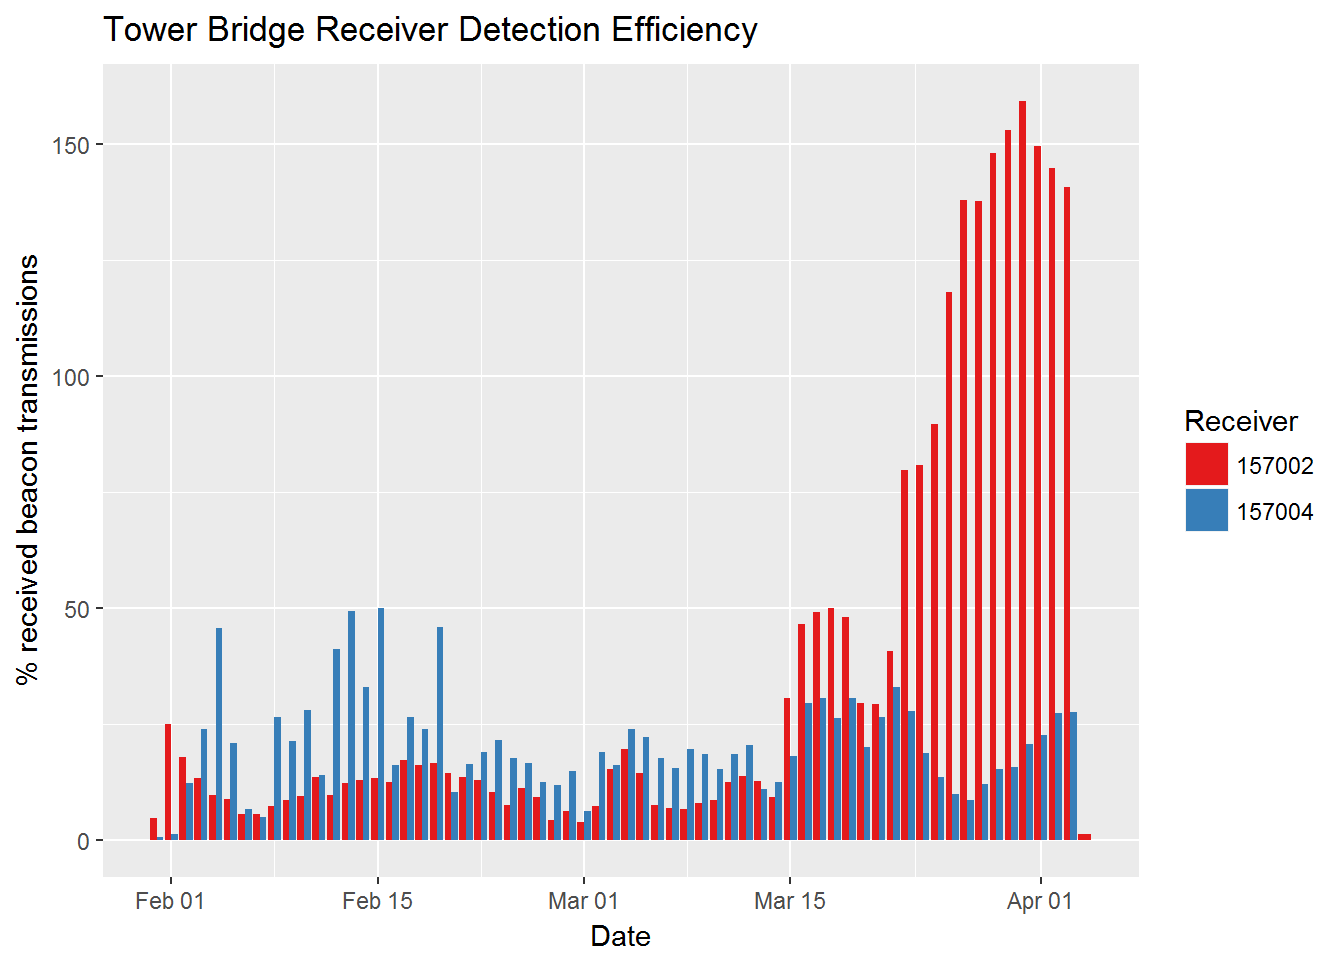 Tower Bridge Receiver Detection Efficiency
% received beacon transmissions
150
100
50
0
Feb 01
Feb 15
Mar 01
Mar 15
Apr 01
Date
Receiver
157002
157004